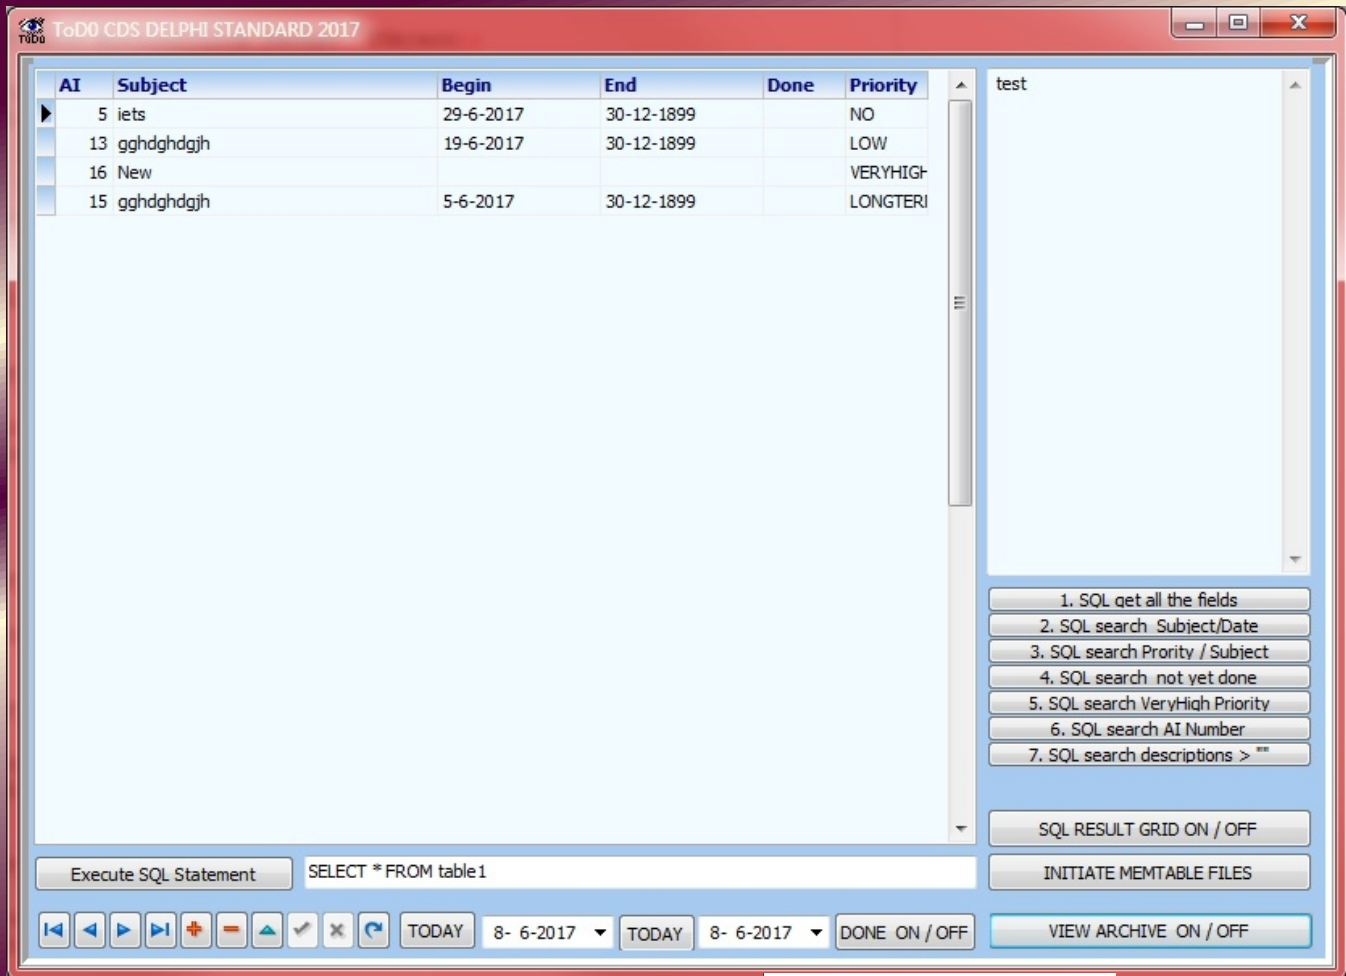 ToDO CDS DELPHI STANDARD 2017
ToDo
AI Subject Begin End Done Priority
5 iets 29-6-2017 30-12-1899 NO
13 gghdghdgjh 19-6-2017 30-12-1899 LOW
16 New VERYHIGH
15 gghdghdgjh 5-6-2017 30-12-1899 LONGTERI
test
1. SQL get all the fields
2. SQL search Subject/Date
3. SQL search Prority / Subject
4. SQL search not yet done
5. SQL search VeryHigh Priority
6. SQL search AI Number
7. SQL search descriptions > ""
SQL RESULT GRID ON / OFF
Execute SQL Statement SELECT * FROM table1
INITIATE MEMTABLE FILES
TODAY 8- 6-2017 TODAY 8- 6-2017 DONE ON / OFF
VIEW ARCHIVE ON / OFF